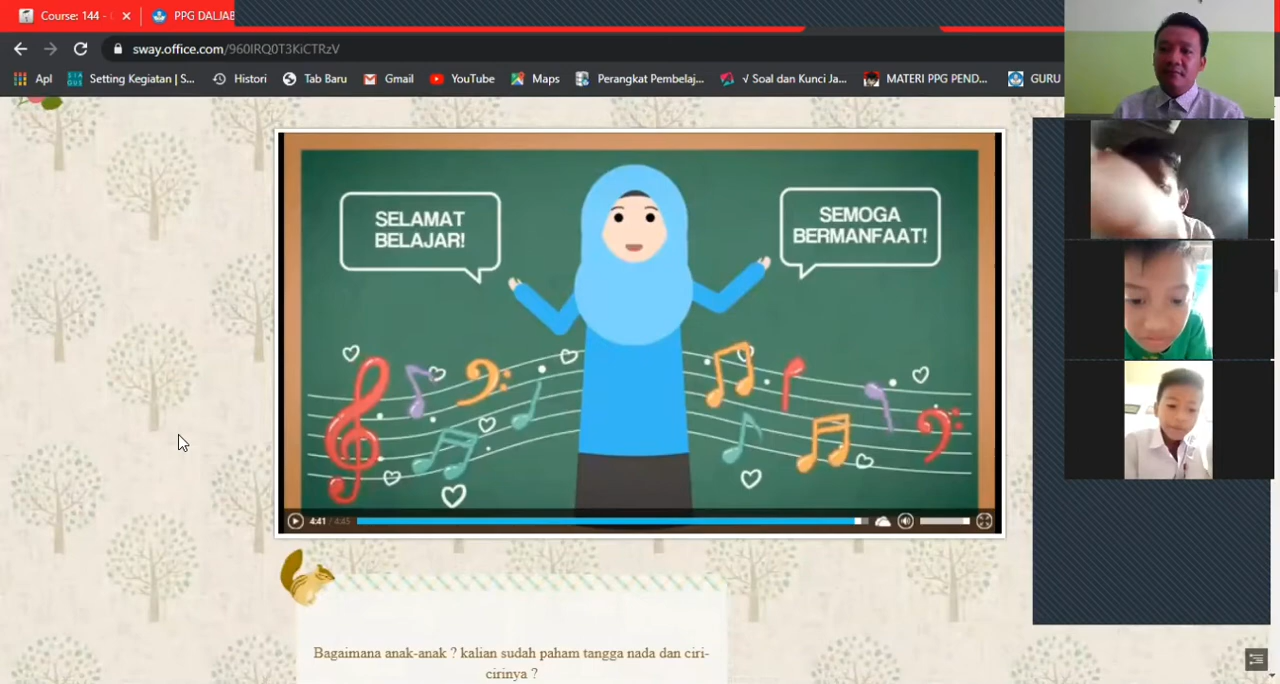 Course: 144 -
PPG DALJAB
sway.office.com/960IRQ0T3KiCTRzV
Apl
Setting Kegiatan | S...
Histori
Tab Baru
Gmail
YouTube
Maps
Perangkat Pembelaj...
√ Soal dan Kunci Ja...
MATERI PPG PEND...
GURU
SELAMAT
BELAJAR!
SEMOGA
BERMANFAAT!
4:41 / 4:45
Bagaimana anak-anak ? kalian sudah paham tangga nada dan ciri-
cirinya ?